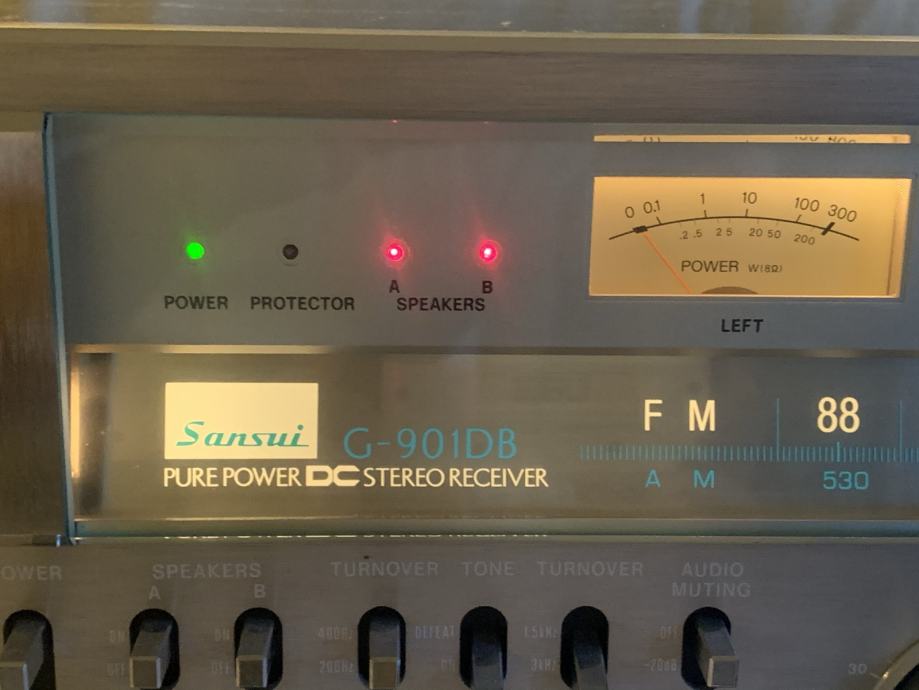 0 0.1 1 10 100 300
.2 .5 2 5 20 50 200
POWER W(8Ω)
A B
POWER PROTECTOR SPEAKERS
LEFT
Sansui G-901DB
PURE POWER DC STEREO RECEIVER
F M 88
A M 530
OWER SPEAKERS TURNOVER TONE TURNOVER AUDIO
A B MUTING
ON ON 400Hz DEFEAT 1.5kHz OFF
OFF OFF 200Hz ON 3kHz -20dB 30